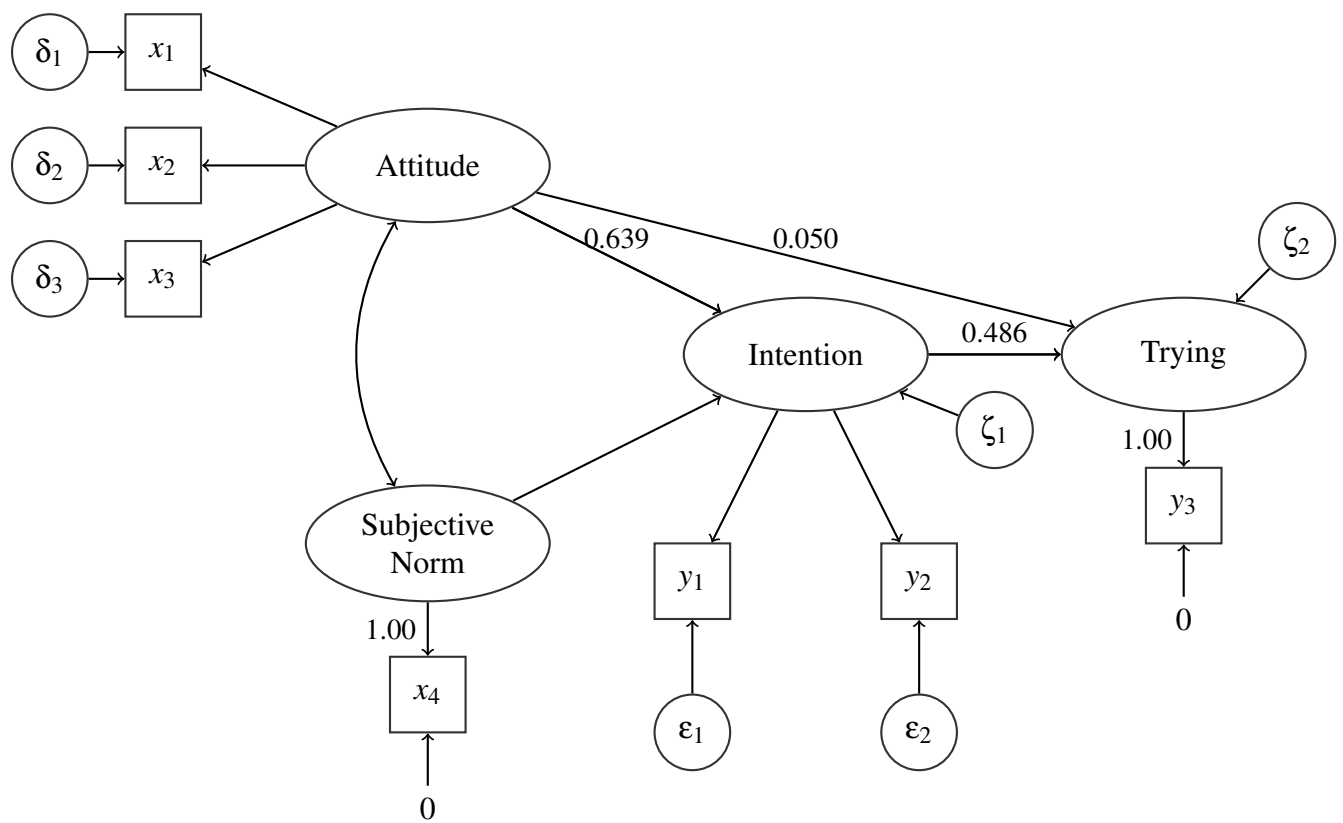 δ1
x1
δ2
x2
Attitude
δ3
x3
0.639
0.050
ζ2
0.486
Intention
Trying
ζ1
1.00
y3
Subjective
Norm
y1
y2
0
1.00
x4
ε1
ε2
0